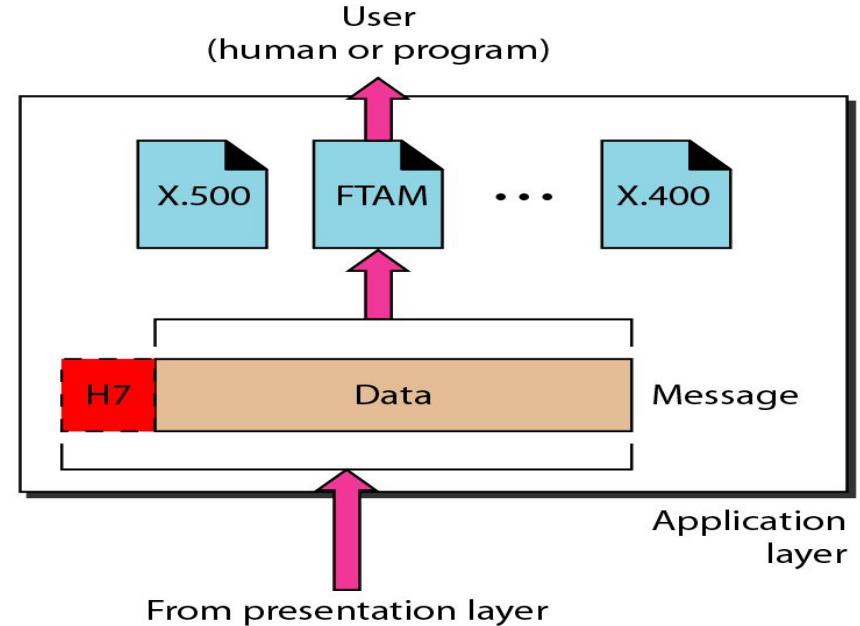 User
(human or program)
X.500 FTAM ... X.400
H7 Data Message
Application
layer
From presentation layer